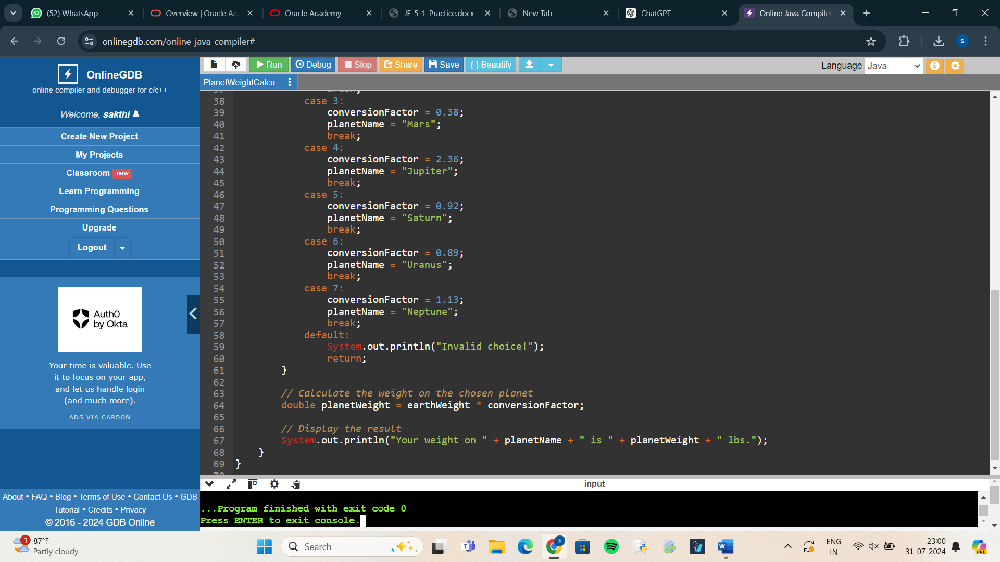 (52) WhatsApp
Overview | Oracle Aca
Oracle Academy
JF_5_1_Practice.docx
New Tab
ChatGPT
Online Java Compiler
onlinegdb.com/online_java_compiler#
S
OnlineGDB
online compiler and debugger for c/c++
Welcome, sakthi
Create New Project
My Projects
Classroom new
Learn Programming
Programming Questions
Upgrade
Logout
Auth0
by Okta
Your time is valuable. Use
it to focus on your app,
and let us handle login
(and much more).
ADS VIA CARBON
About • FAQ • Blog • Terms of Use • Contact Us • GDB
Tutorial • Credits • Privacy
© 2016 - 2024 GDB Online
Run
Debug
Stop
Share
Save
{ } Beautify
Language Java
PlanetWeightCalcu...
37 break;
38 case 3:
39 conversionFactor = 0.38;
40 planetName = "Mars";
41 break;
42 case 4:
43 conversionFactor = 2.36;
44 planetName = "Jupiter";
45 break;
46 case 5:
47 conversionFactor = 0.92;
48 planetName = "Saturn";
49 break;
50 case 6:
51 conversionFactor = 0.89;
52 planetName = "Uranus";
53 break;
54 case 7:
55 conversionFactor = 1.13;
56 planetName = "Neptune";
57 break;
58 default:
59 System.out.println("Invalid choice!");
60 return;
61 }
62
63 // Calculate the weight on the chosen planet
64 double planetWeight = earthWeight * conversionFactor;
65
66 // Display the result
67 System.out.println("Your weight on " + planetName + " is " + planetWeight + " lbs.");
68 }
69 }
70
input
...Program finished with exit code 0
Press ENTER to exit console.
1
87°F
Partly cloudy
Search
ENG
IN
23:00
31-07-2024
PRE